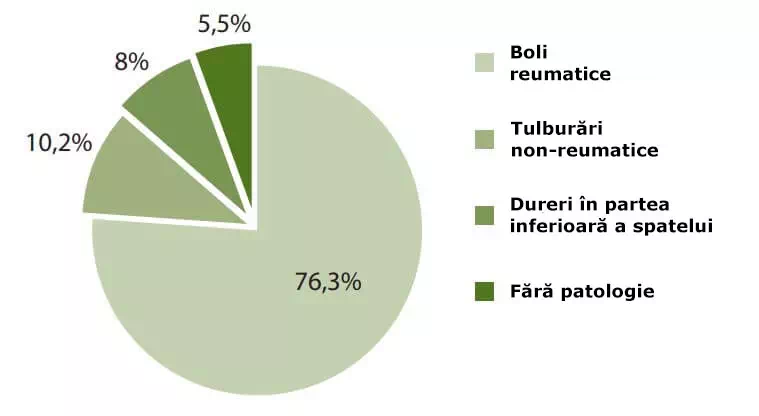 5,5%
8%
10,2%
76,3%
Boli
reumatice
Tulburări
non-reumatice
Dureri în partea
inferioară a spatelui
Fără patologie